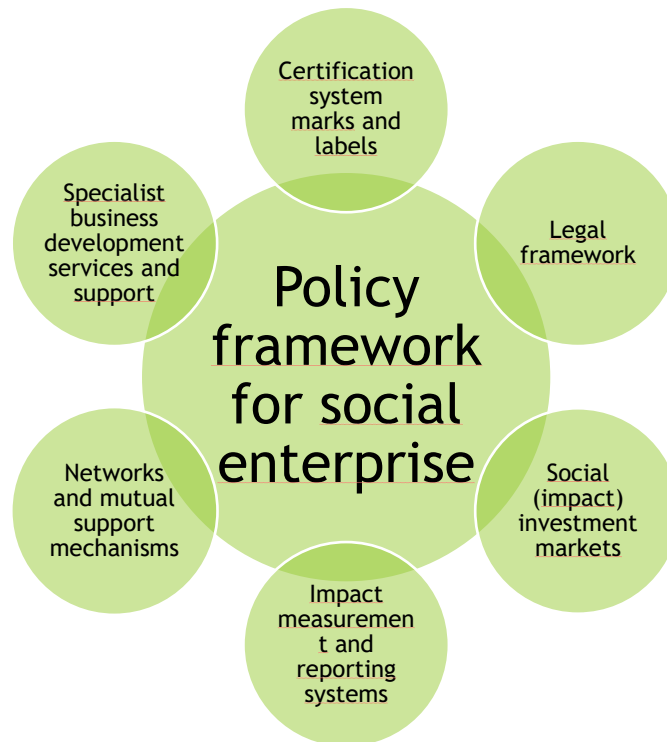 Certification
system
marks and
labels
Specialist
business
development
services and
support
Legal
framework
Policy
framework
for social
enterprise
Networks
and mutual
support
mechanisms
Social
(impact)
investment
markets
Impact
measuremen
t and
reporting
systems